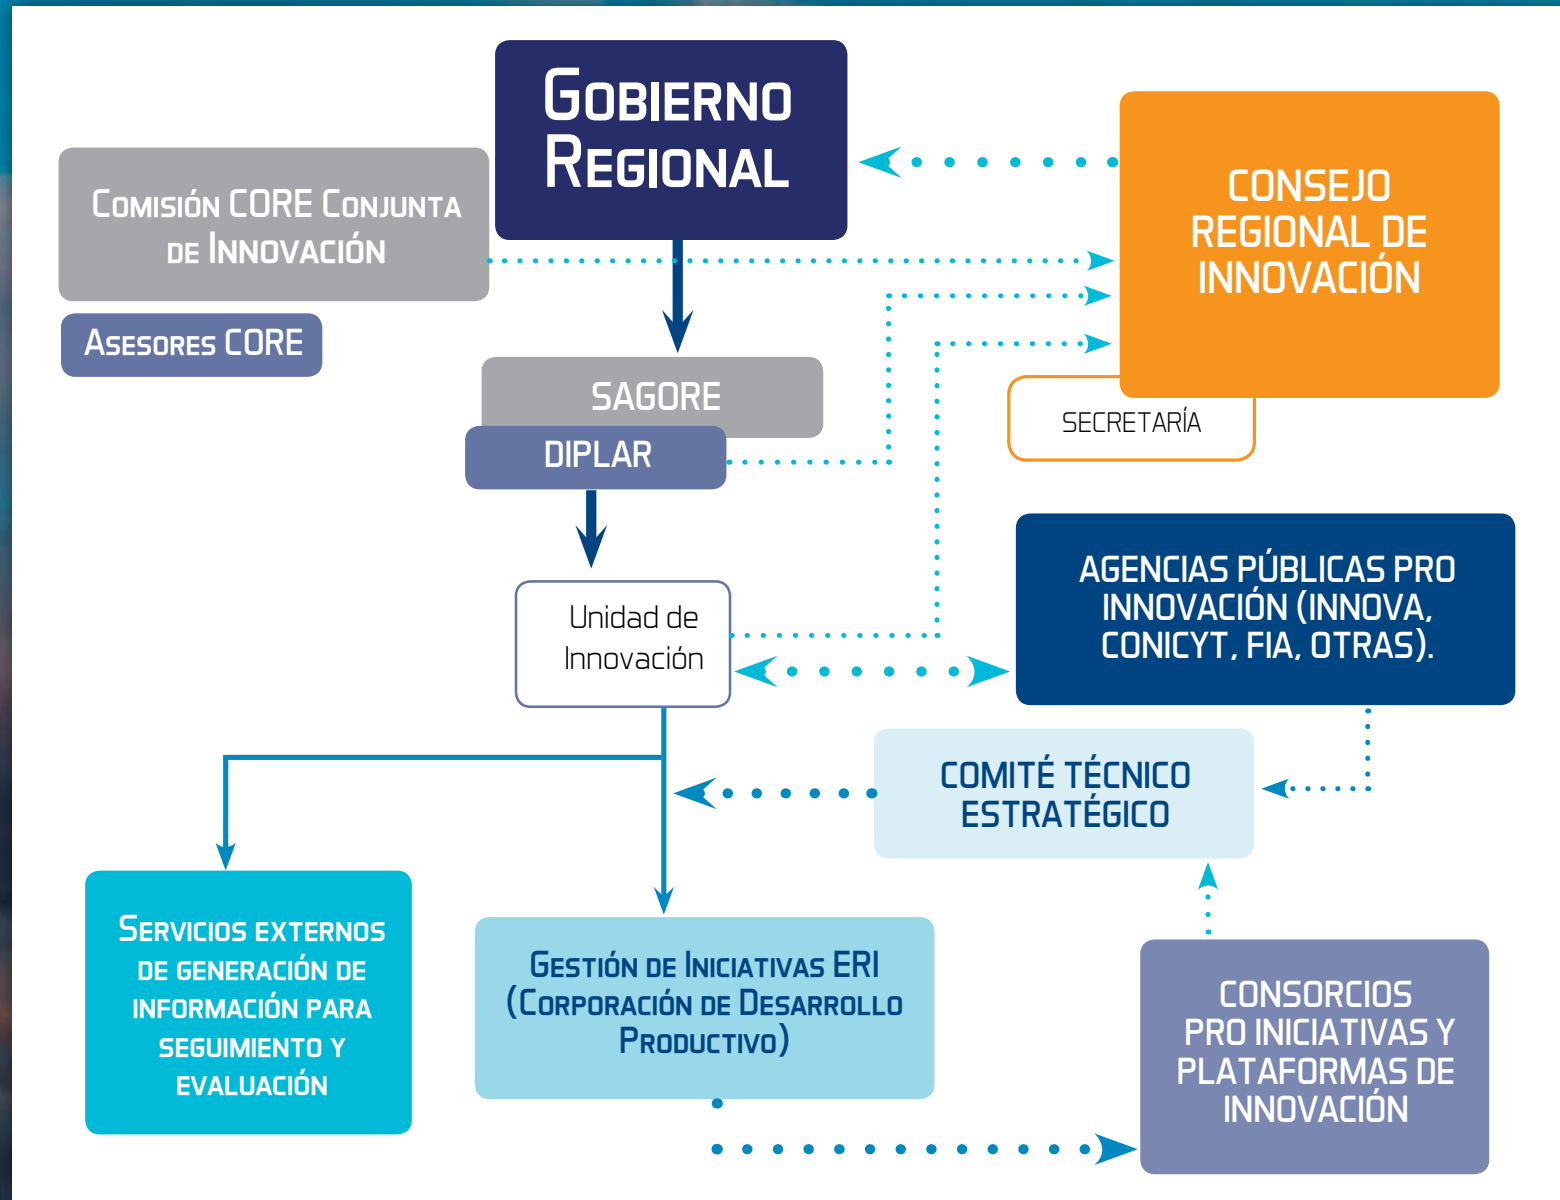 Gobierno
Regional
Comisión CORE Conjunta
de Innovación
Asesores CORE
CONSEJO
REGIONAL DE
INNOVACIÓN
SECRETARÍA
SAGORE
DIPLAR
Unidad de
Innovación
AGENCIAS PÚBLICAS PRO
INNOVACIÓN (INNOVA,
CONICYT, FIA, OTRAS).
COMITÉ TÉCNICO
ESTRATÉGICO
Servicios externos
de generación de
información para
seguimiento y
evaluación
Gestión de Iniciativas ERI
(Corporación de Desarrollo
Productivo)
CONSORCIOS
PRO INICIATIVAS Y
PLATAFORMAS DE
INNOVACIÓN